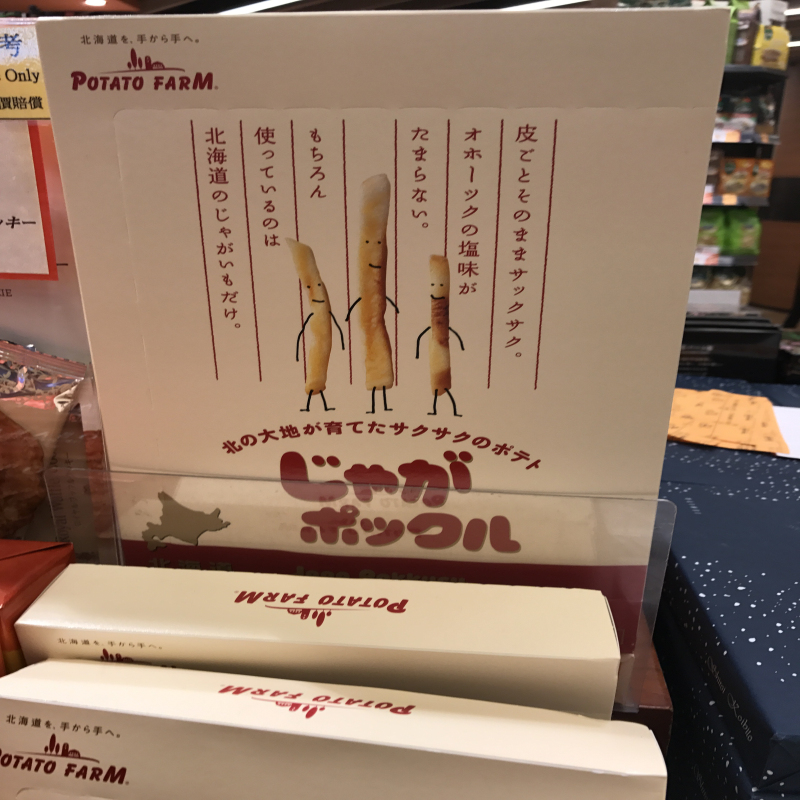 北海道を、手から手へ。
POTATO FARM
皮ごとそのままサックサク。
オホーツクの塩味が
たまらない。
もちろん
使っているのは
北海道のじゃがいもだけ。
北の大地が育てたサクサクのポテト
じゃが
ポックル
考
Only
賠償
POTATO FARM
北海道を、手から手へ。
POTATO FARM
北海道を、手から手へ。
POTATO FARM